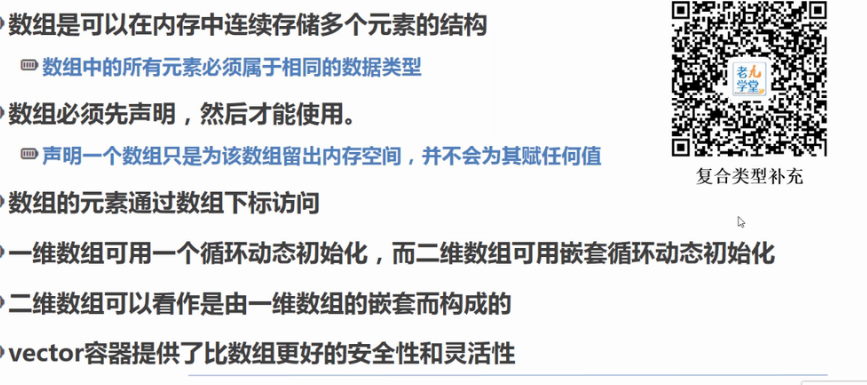 数组是可以在内存中连续存储多个元素的结构
数组中的所有元素必须属于相同的数据类型
数组必须先声明，然后才能使用。
声明一个数组只是为该数组留出内存空间，并不会为其赋任何值
数组的元素通过数组下标访问
一维数组可用一个循环动态初始化，而二维数组可用嵌套循环动态初始化
二维数组可以看作是由一维数组的嵌套而构成的
vector容器提供了比数组更好的安全性和灵活性
老九
学堂
复合类型补充